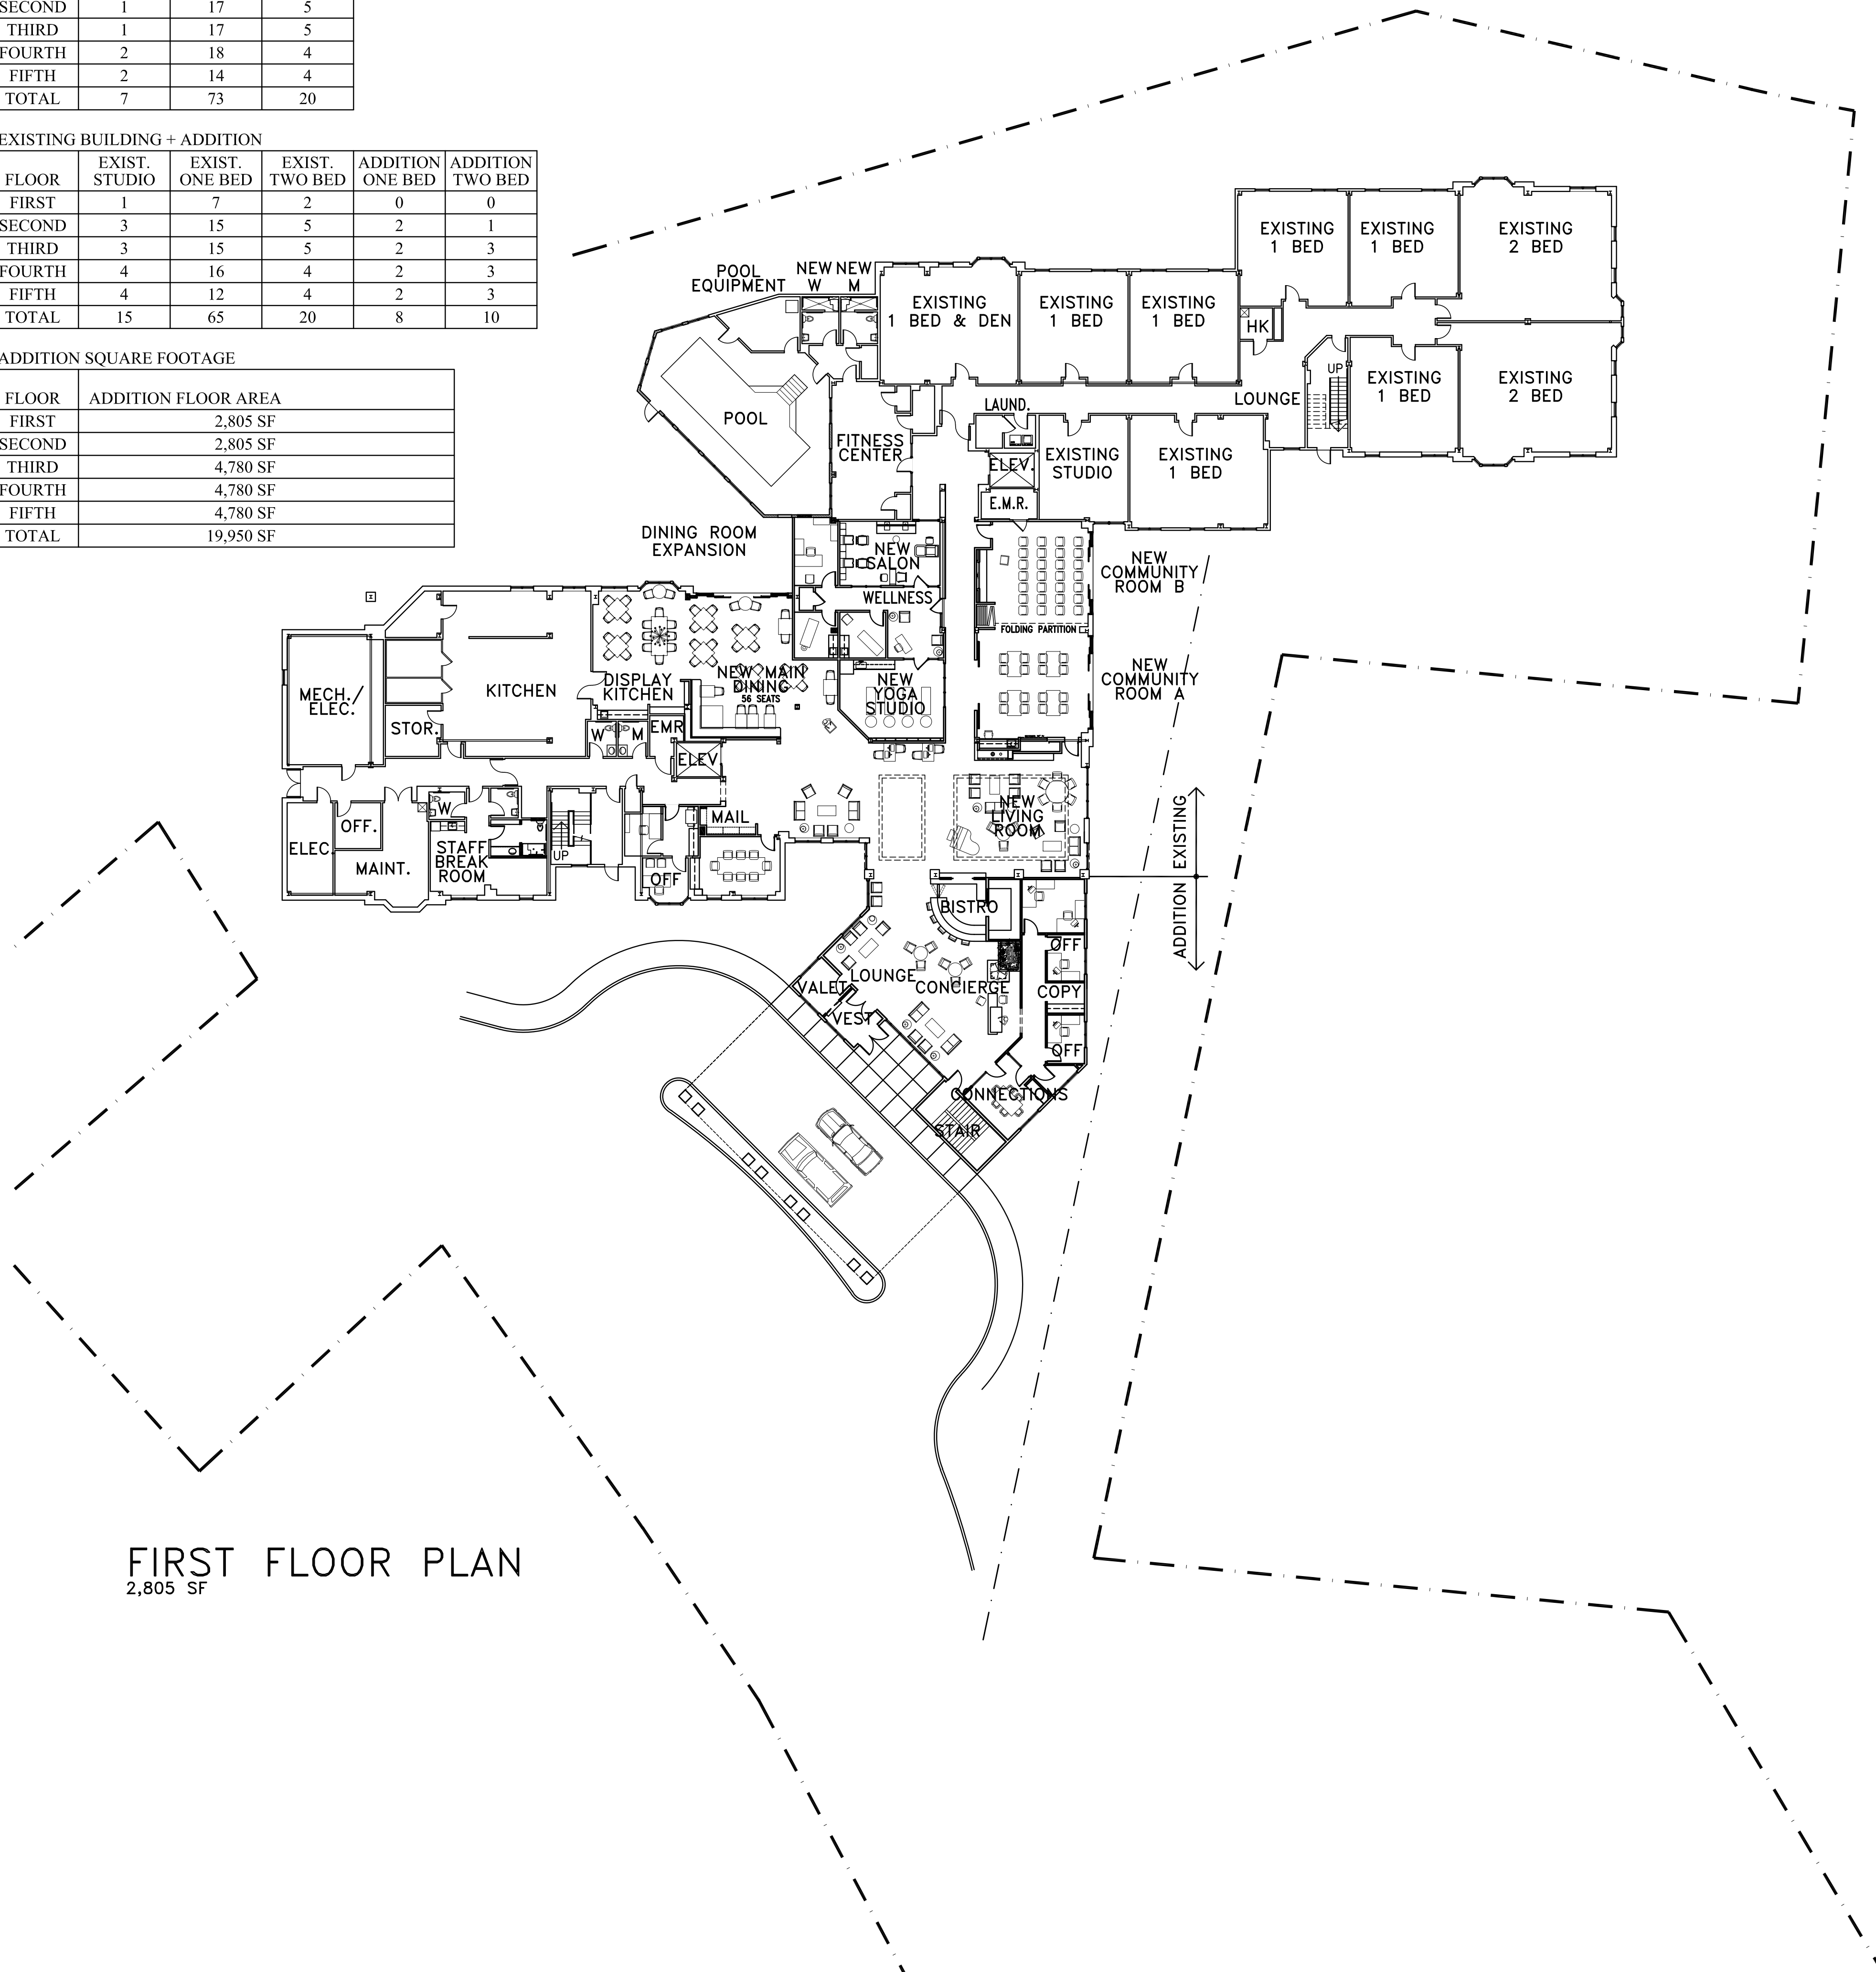 SECOND 1 17 5
THIRD 1 17 5
FOURTH 2 18 4
FIFTH 2 14 4
TOTAL 7 73 20
EXISTING BUILDING + ADDITION
FLOOR EXIST. STUDIO EXIST. ONE BED EXIST. TWO BED ADDITION ONE BED ADDITION TWO BED
FIRST 1 7 2 0 0
SECOND 3 15 5 2 1
THIRD 3 15 5 2 3
FOURTH 4 16 4 2 3
FIFTH 4 12 4 2 3
TOTAL 15 65 20 8 10
ADDITION SQUARE FOOTAGE
FLOOR ADDITION FLOOR AREA
FIRST 2,805 SF
SECOND 2,805 SF
THIRD 4,780 SF
FOURTH 4,780 SF
FIFTH 4,780 SF
TOTAL 19,950 SF
EXISTING
1 BED
EXISTING
1 BED
EXISTING
2 BED
POOL
EQUIPMENT
NEW
W
NEW
M
EXISTING
1 BED & DEN
EXISTING
1 BED
EXISTING
1 BED
HK
UP
EXISTING
1 BED
EXISTING
2 BED
LOUNGE
LAUND.
POOL
FITNESS
CENTER
ELEV.
EXISTING
STUDIO
EXISTING
1 BED
E.M.R.
DINING ROOM
EXPANSION
NEW
SALON
NEW
COMMUNITY
ROOM B
WELLNESS
FOLDING PARTITION
MECH./
ELEC.
KITCHEN
DISPLAY
KITCHEN
NEW MAIN
DINING
56 SEATS
NEW
YOGA
STUDIO
NEW
COMMUNITY
ROOM A
STOR.
W
M
EMR
ELEV
NEW
LIVING
ROOM
EXISTING
ADDITION
OFF.
W
MAIL
ELEC.
MAINT.
STAFF
BREAK
ROOM
UP
OFF
BISTRO
OFF
LOUNGE
CONCIERGE
VALET
COPY
VEST
OFF
CONNECTIONS
STAIR
FIRST FLOOR PLAN
2,805 SF